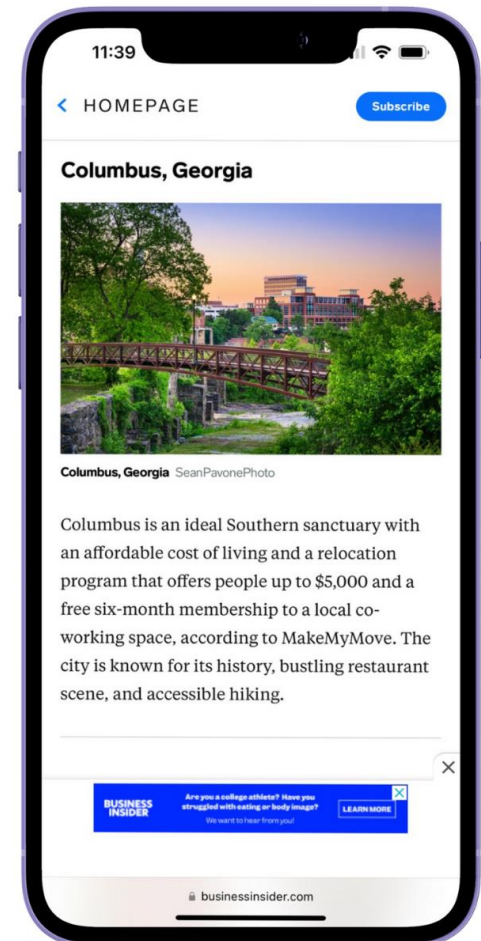 11:39
< HOMEPAGE
Subscribe
Columbus, Georgia
Columbus, Georgia SeanPavonePhoto
Columbus is an ideal Southern sanctuary with
an affordable cost of living and a relocation
program that offers people up to $5,000 and a
free six-month membership to a local co-
working space, according to MakeMyMove. The
city is known for its history, bustling restaurant
scene, and accessible hiking.
BUSINESS
INSIDER
Are you a college athlete? Have you
struggled with eating or body image?
We want to hear from you!
LEARN MORE
businessinsider.com